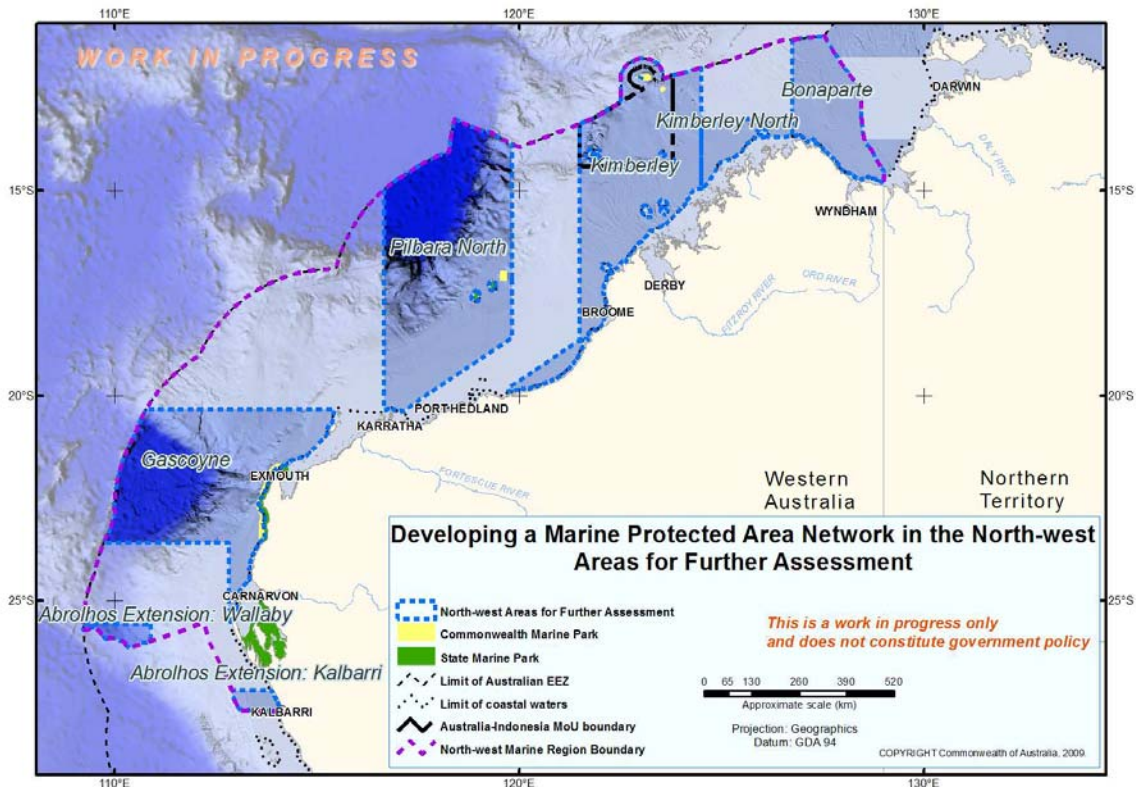 110°E 120°E 130°E
WORK IN PROGRESS
Bonaparte
DARWIN
Kimberley North
DALY RIVER
Kimberley
15°S 15°S
WYNDHAM
Pilbara North
ORD RIVER
DERBY
FITZROY RIVER
BROOME
20°S 20°S
PORT HEDLAND
KARRATHA
Gascoyne
EXMOUTH
FORTESCUE RIVER
Western Australia
Northern Territory
Developing a Marine Protected Area Network in the North-west
Areas for Further Assessment
CARNARVON
25°S 25°S
Abrolhos Extension: Wallaby
Abrolhos Extension: Kalbarri
KALBARRI
North-west Areas for Further Assessment
Commonwealth Marine Park
State Marine Park
Limit of Australian EEZ
Limit of coastal waters
Australia-Indonesia MoU boundary
North-west Marine Region Boundary
This is a work in progress only
and does not constitute government policy
0 65 130 260 390 520
Approximate scale (km)
Projection: Geographics
Datum: GDA 94
COPYRIGHT Commonwealth of Australia, 2009.
110°E 120°E 130°E